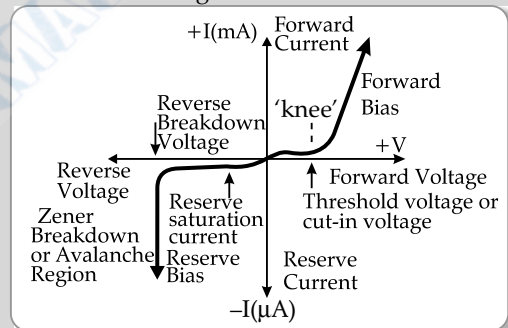 +I(mA)
Forward
Current
Forward
Bias
Reverse
Breakdown
Voltage
‘knee’
+V
Reverse
Voltage
Forward Voltage
Threshold voltage or
cut-in voltage
Reserve
saturation
current
Zener
Breakdown
or Avalanche
Region
Reserve
Bias
Reserve
Current
–I(μA)